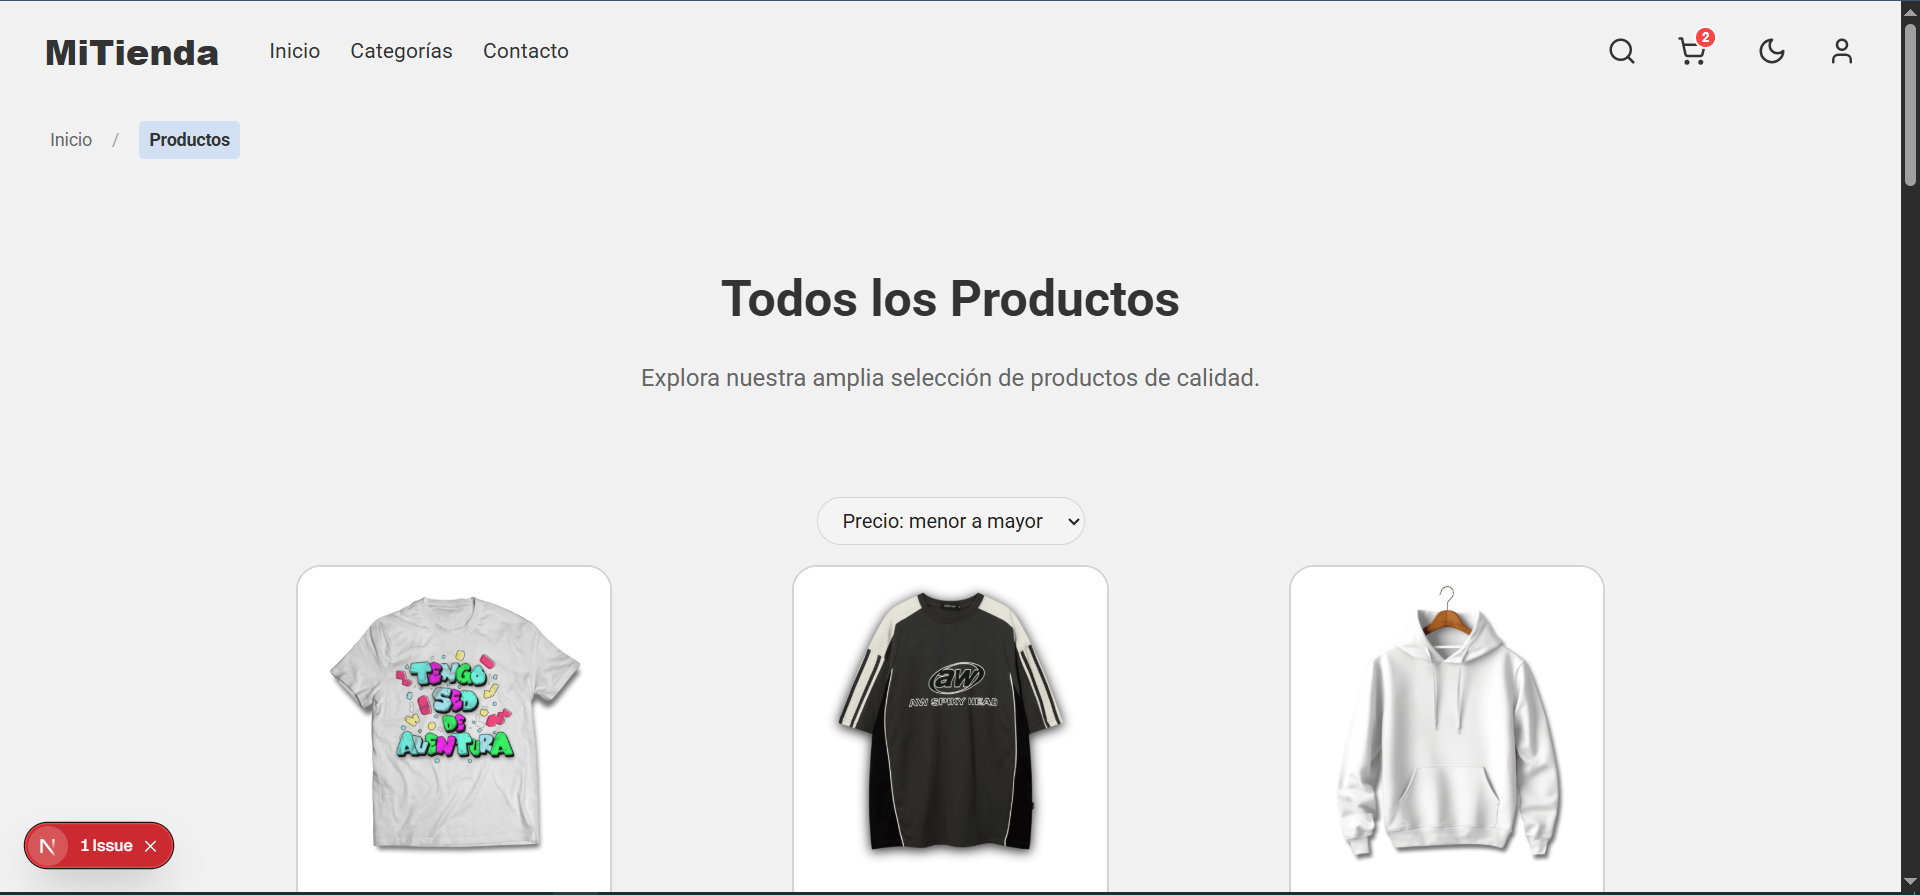 MiTienda Inicio Categorías Contacto 2
Inicio / Productos
Todos los Productos
Explora nuestra amplia selección de productos de calidad.
Precio: menor a mayor
TENGO
SED
DE
AVENTURA
aw
AW SPIKY HEAD
N 1 Issue